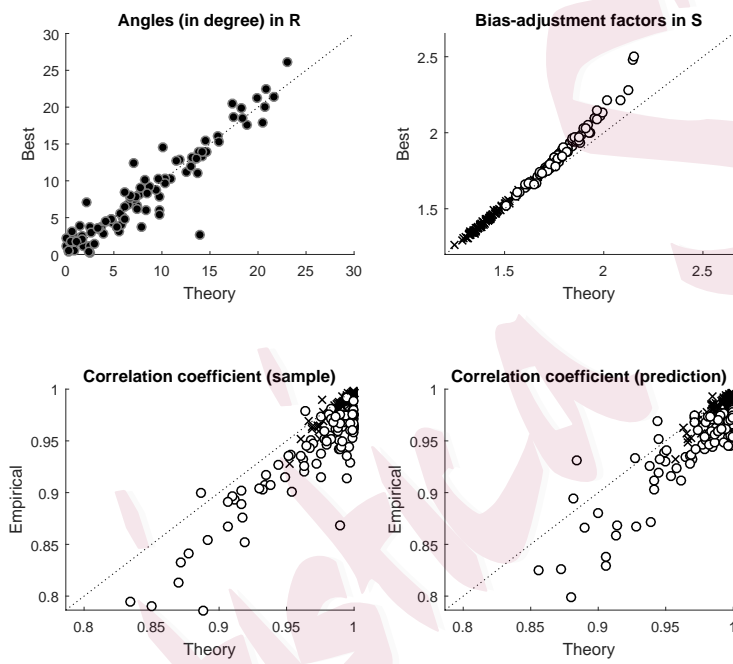 Angles (in degree) in R
Bias-adjustment factors in S
30
25
20
15
10
5
0
Best
0 5 10 15 20 25 30
Theory
2.5
2
1.5
Best
1.5 2 2.5
Theory
Correlation coefficient (sample)
Correlation coefficient (prediction)
1
0.95
0.9
0.85
0.8
Empirical
0.8 0.85 0.9 0.95 1
Theory
1
0.95
0.9
0.85
0.8
Empirical
0.8 0.85 0.9 0.95 1
Theory